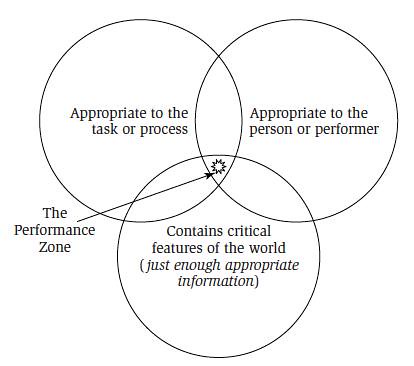 Appropriate to the
task or process
Appropriate to the
person or performer
The
Performance
Zone
Contains critical
features of the world
(just enough appropriate
information)